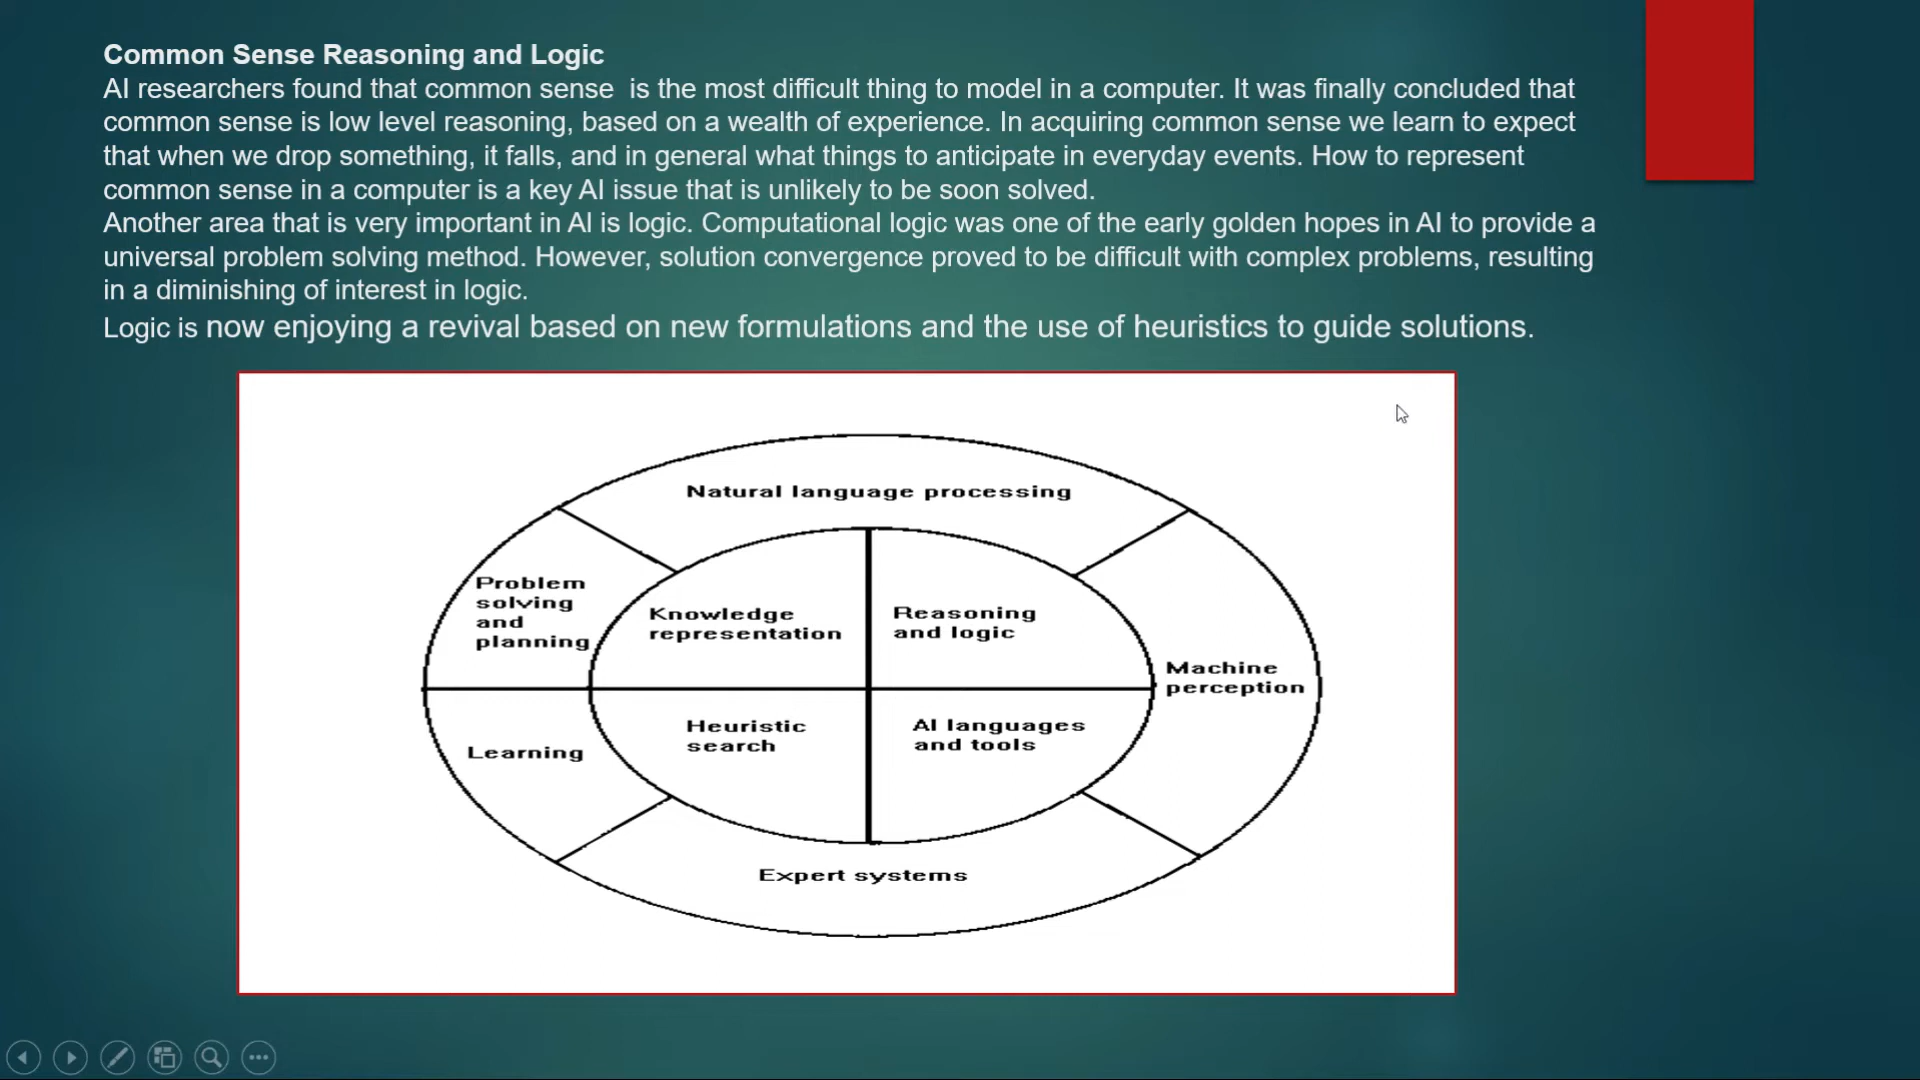 Common Sense Reasoning and Logic
AI researchers found that common sense  is the most difficult thing to model in a computer. It was finally concluded that
common sense is low level reasoning, based on a wealth of experience. In acquiring common sense we learn to expect
that when we drop something, it falls, and in general what things to anticipate in everyday events. How to represent
common sense in a computer is a key AI issue that is unlikely to be soon solved.
Another area that is very important in AI is logic. Computational logic was one of the early golden hopes in AI to provide a
universal problem solving method. However, solution convergence proved to be difficult with complex problems, resulting
in a diminishing of interest in logic.
Logic is now enjoying a revival based on new formulations and the use of heuristics to guide solutions.
Natural language processing
Problem
solving
and
planning
Knowledge
representation
Reasoning
and logic
Machine
perception
Learning
Heuristic
search
AI languages
and tools
Expert systems